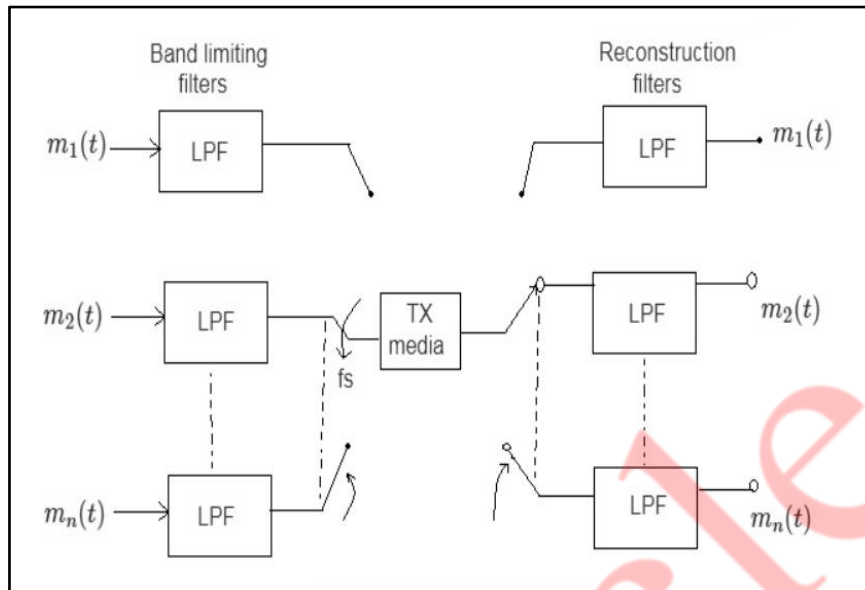 Band limiting
filters
Reconstruction
filters
m₁(t)
LPF
LPF
m₁(t)
m₂(t)
LPF
fs
TX
media
LPF
m₂(t)
mₙ(t)
LPF
LPF
mₙ(t)